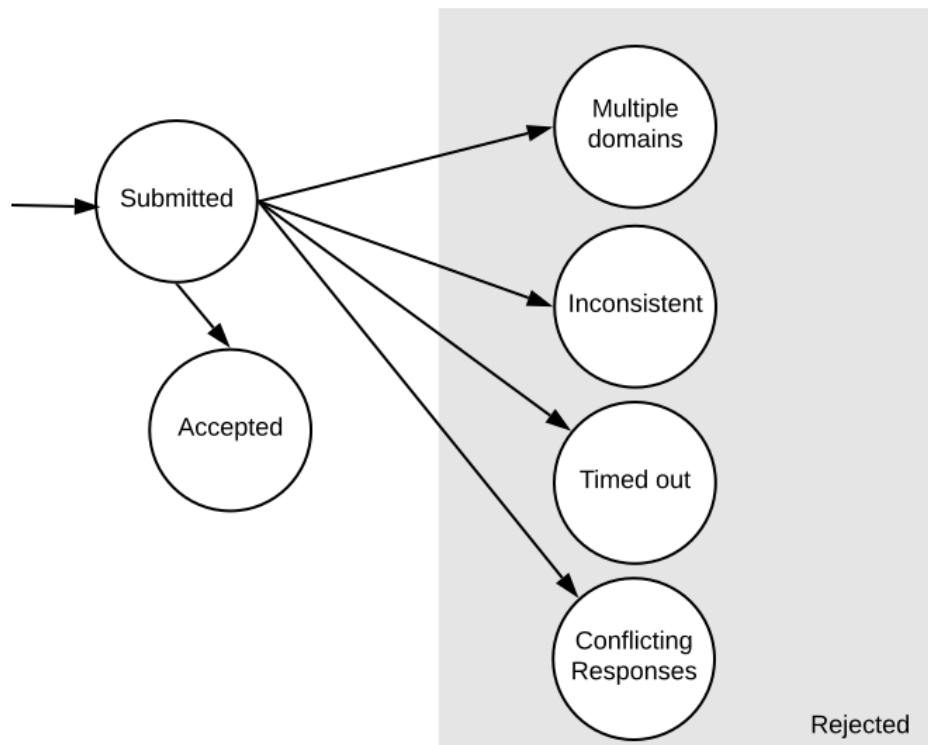 Submitted
Accepted
Multiple
domains
Inconsistent
Timed out
Conflicting
Responses
Rejected